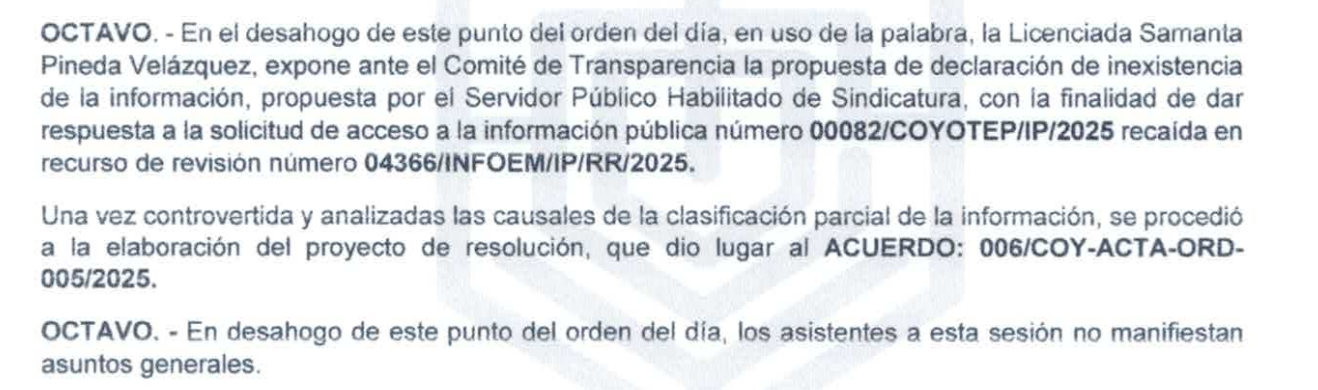 OCTAVO. - En el desahogo de este punto del orden del día, en uso de la palabra, la Licenciada Samanta
Pineda Velázquez, expone ante el Comité de Transparencia la propuesta de declaración de inexistencia
de la información, propuesta por el Servidor Público Habilitado de Sindicatura, con la finalidad de dar
respuesta a la solicitud de acceso a la información pública número 00082/COYOTEP/IP/2025 recaída en
recurso de revisión número 04366/INFOEM/IP/RR/2025.
Una vez controvertida y analizadas las causales de la clasificación parcial de la información, se procedió
a la elaboración del proyecto de resolución, que dio lugar al ACUERDO: 006/COY-ACTA-ORD-
005/2025.
OCTAVO. - En desahogo de este punto del orden del día, los asistentes a esta sesión no manifiestan
asuntos generales.